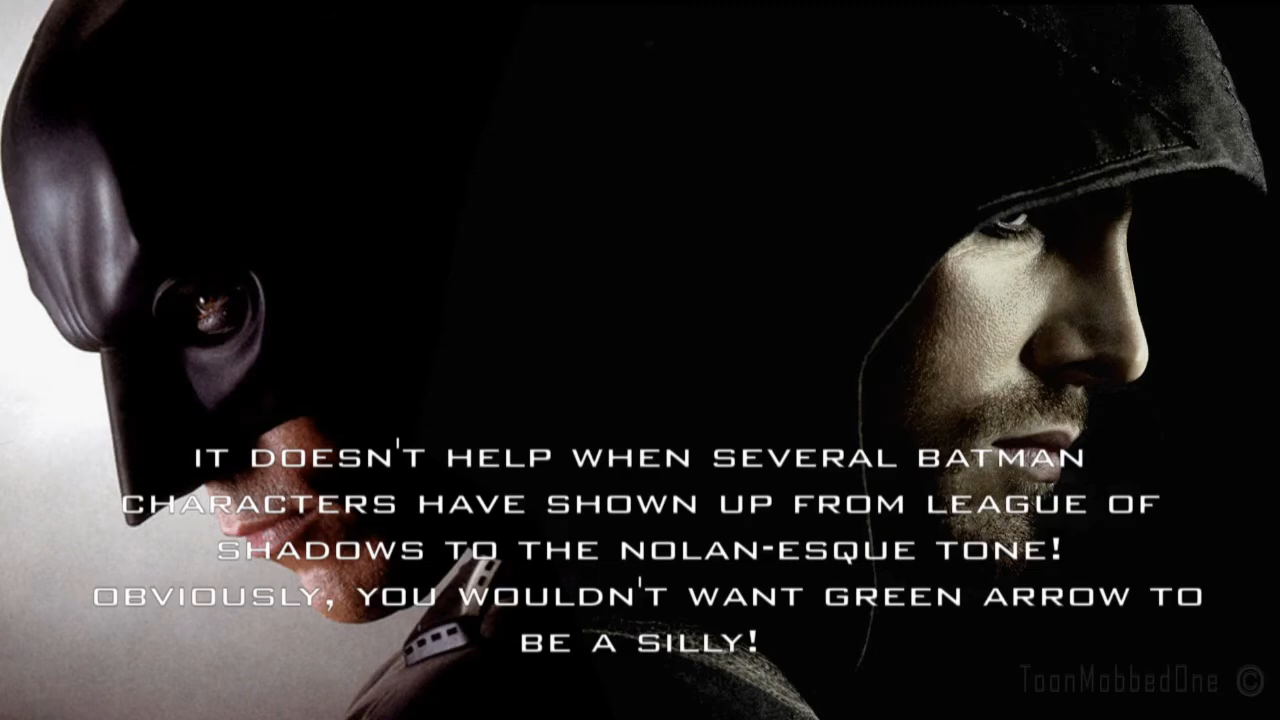 IT DOESN'T HELP WHEN SEVERAL BATMAN
CHARACTERS HAVE SHOWN UP FROM LEAGUE OF
SHADOWS TO THE NOLAN-ESQUE TONE!
OBVIOUSLY, YOU WOULDN'T WANT GREEN ARROW TO
BE A SILLY!
ToonMobbedOne ©